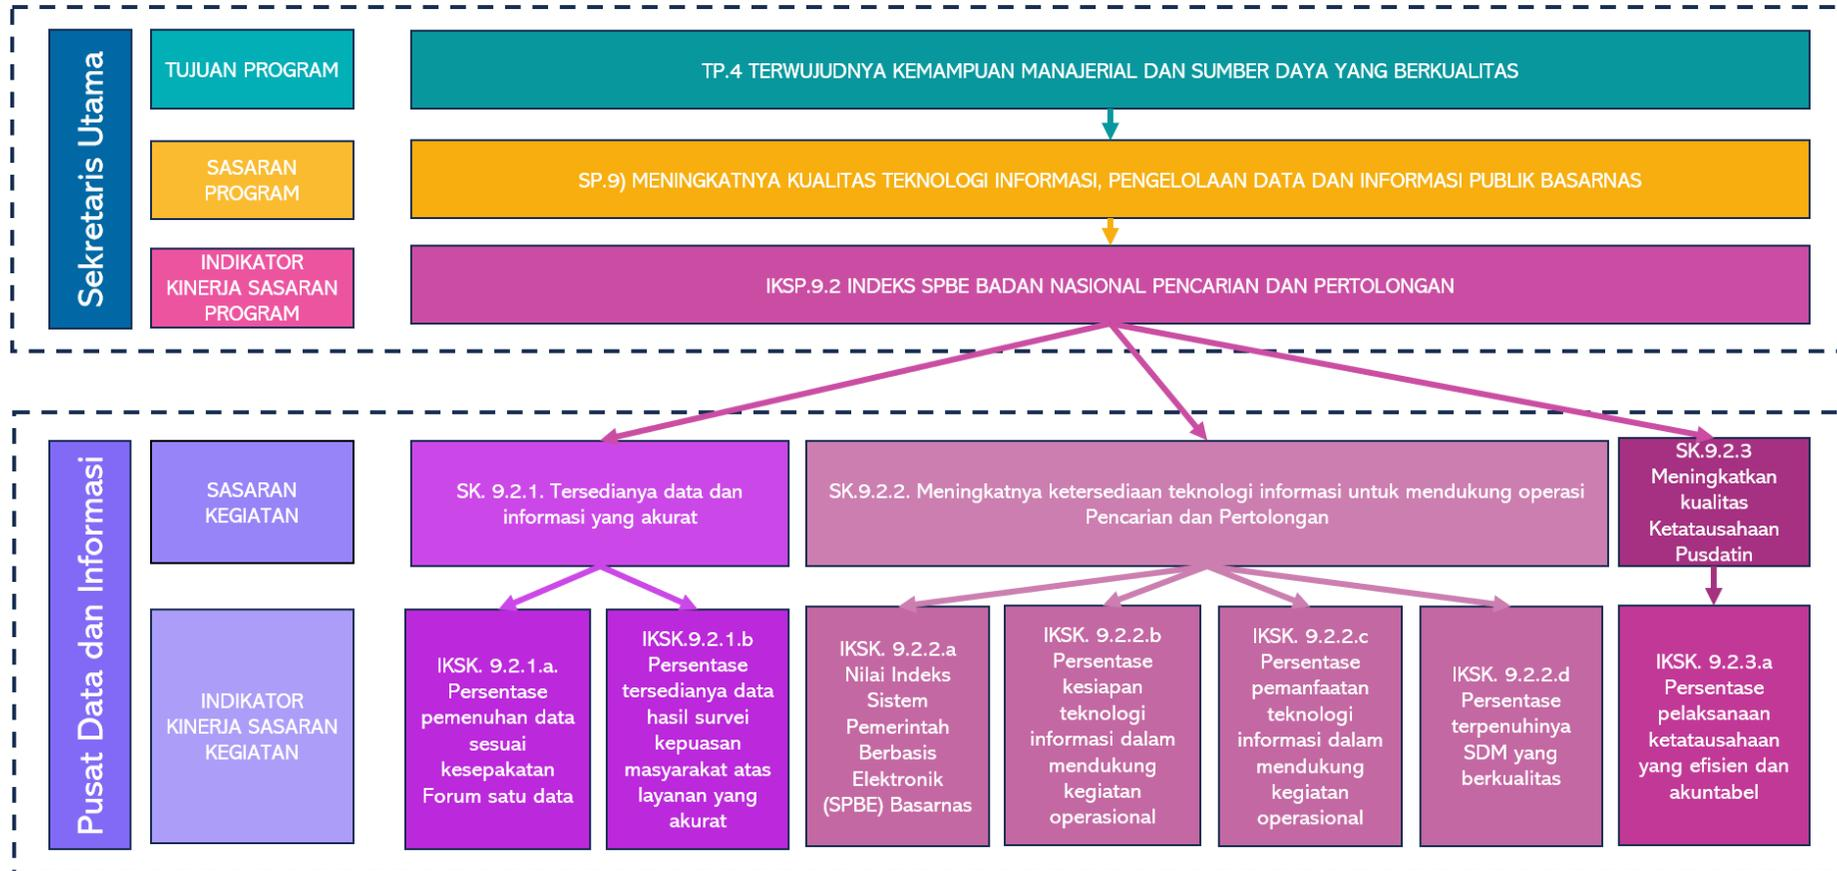 Sekretaris Utama
TUJUAN PROGRAM
TP.4 TERWUJUDNYA KEMAMPUAN MANAJERIAL DAN SUMBER DAYA YANG BERKUALITAS
SASARAN
PROGRAM
SP.9) MENINGKATNYA KUALITAS TEKNOLOGI INFORMASI, PENGELOLAAN DATA DAN INFORMASI PUBLIK BASARNAS
INDIKATOR
KINERJA SASARAN
PROGRAM
IKSP.9.2 INDEKS SPBE BADAN NASIONAL PENCARIAN DAN PERTOLONGAN
Pusat Data dan Informasi
SASARAN
KEGIATAN
SK. 9.2.1. Tersedianya data dan
informasi yang akurat
SK.9.2.2. Meningkatnya ketersediaan teknologi informasi untuk mendukung operasi
Pencarian dan Pertolongan
SK.9.2.3
Meningkatkan
kualitas
Ketatausahaan
Pusdatin
INDIKATOR
KINERJA SASARAN
KEGIATAN
IKSK. 9.2.1.a.
Persentase
pemenuhan data
sesuai
kesepakatan
Forum satu data
IKSK.9.2.1.b
Persentase
tersedianya data
hasil survei
kepuasan
masyarakat atas
layanan yang
akurat
IKSK. 9.2.2.a
Nilai Indeks
Sistem
Pemerintah
Berbasis
Elektronik
(SPBE) Basarnas
IKSK. 9.2.2.b
Persentase
kesiapan
teknologi
informasi dalam
mendukung
kegiatan
operasional
IKSK. 9.2.2.c
Persentase
pemanfaatan
teknologi
informasi dalam
mendukung
kegiatan
operasional
IKSK. 9.2.2.d
Persentase
terpenuhinya
SDM yang
berkualitas
IKSK. 9.2.3.a
Persentase
pelaksanaan
ketatausahaan
yang efisien dan
akuntabel